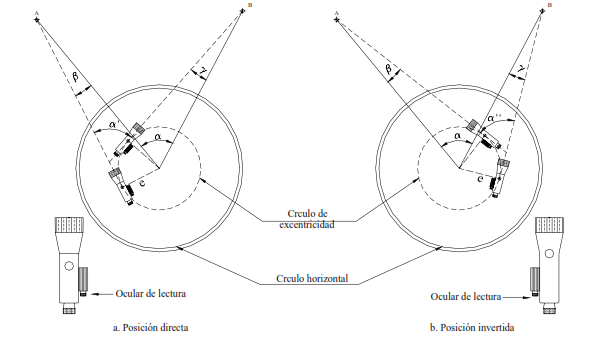 A
B
A
B
β
γ
β
γ
α
α
α
α''
e
e
Crculo de
excentricidad
Crculo horizontal
Ocular de lectura
Ocular de lectura
a. Posición directa
b. Posición invertida